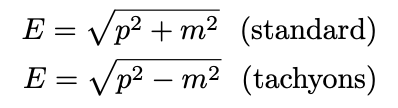 E = √(p² + m²) (standard)
E = √(p² − m²) (tachyons)